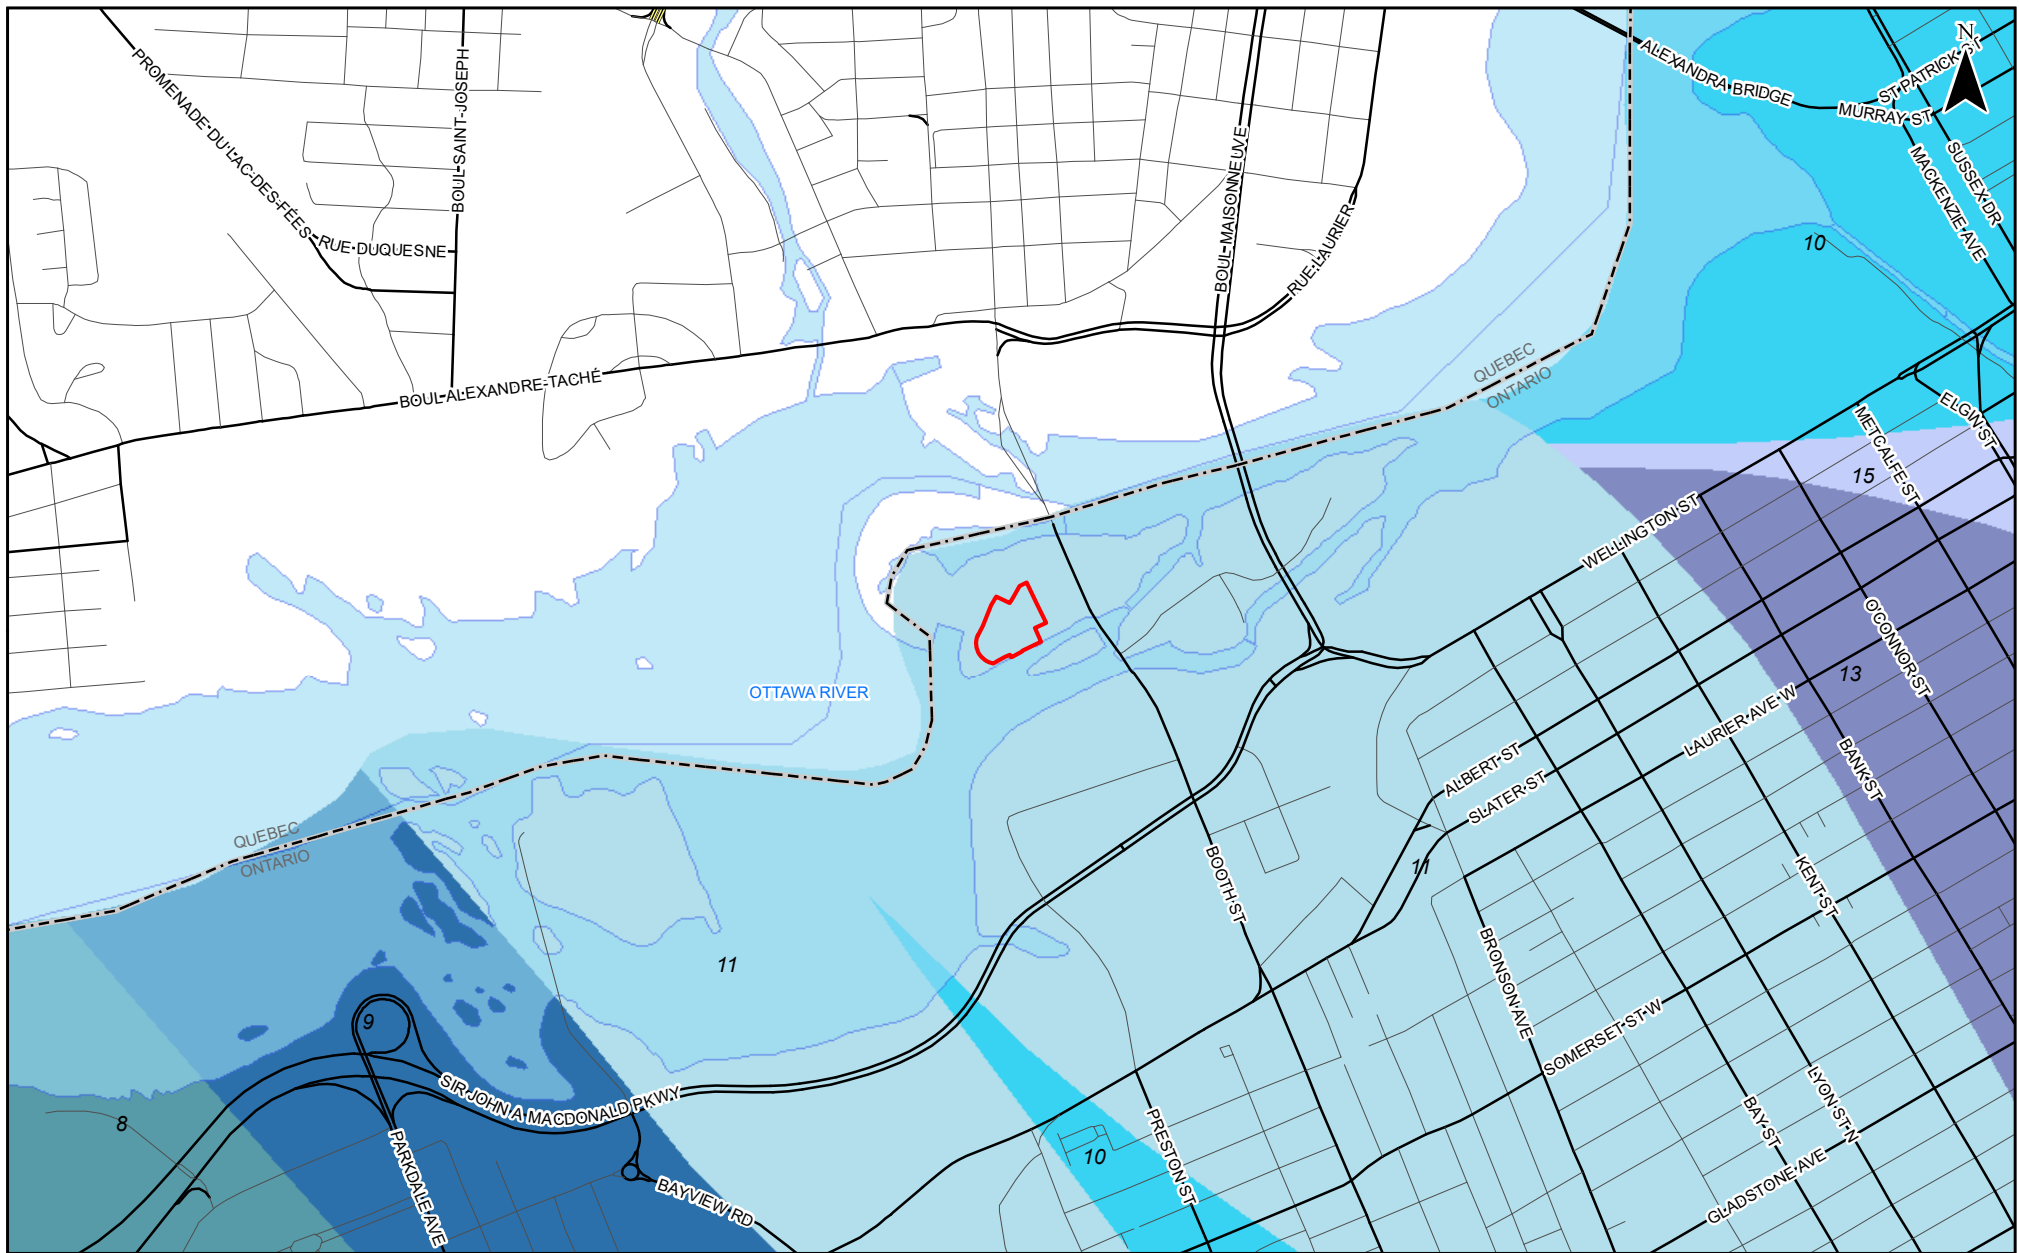 N
ALEXANDRA BRIDGE
ST PATRICK ST
MURRAY ST
SUSSEX DR
MACKENZIE AVE
PROMENADE DU LAC-DES-FÉES
BOUL SAINT-JOSEPH
RUE DUQUESNE
BOUL MAISONNEUVE
RUE LAURIER
10
BOUL ALEXANDRE-TACHÉ
QUEBEC
ONTARIO
ELGIN ST
METCALFE ST
15
WELLINGTON ST
O'CONNOR ST
13
OTTAWA RIVER
LAURIER AVE W
BANK ST
ALBERT ST
SLATER ST
QUEBEC
ONTARIO
BOOTH ST
11
KENT ST
11
BRONSON AVE
9
SOMERSET ST W
SIR JOHN A MACDONALD PKWY
8
BAY ST
LYON ST N
PARKDALE AVE
10
PRESTON ST
BAYVIEW RD
GLADSTONE AVE